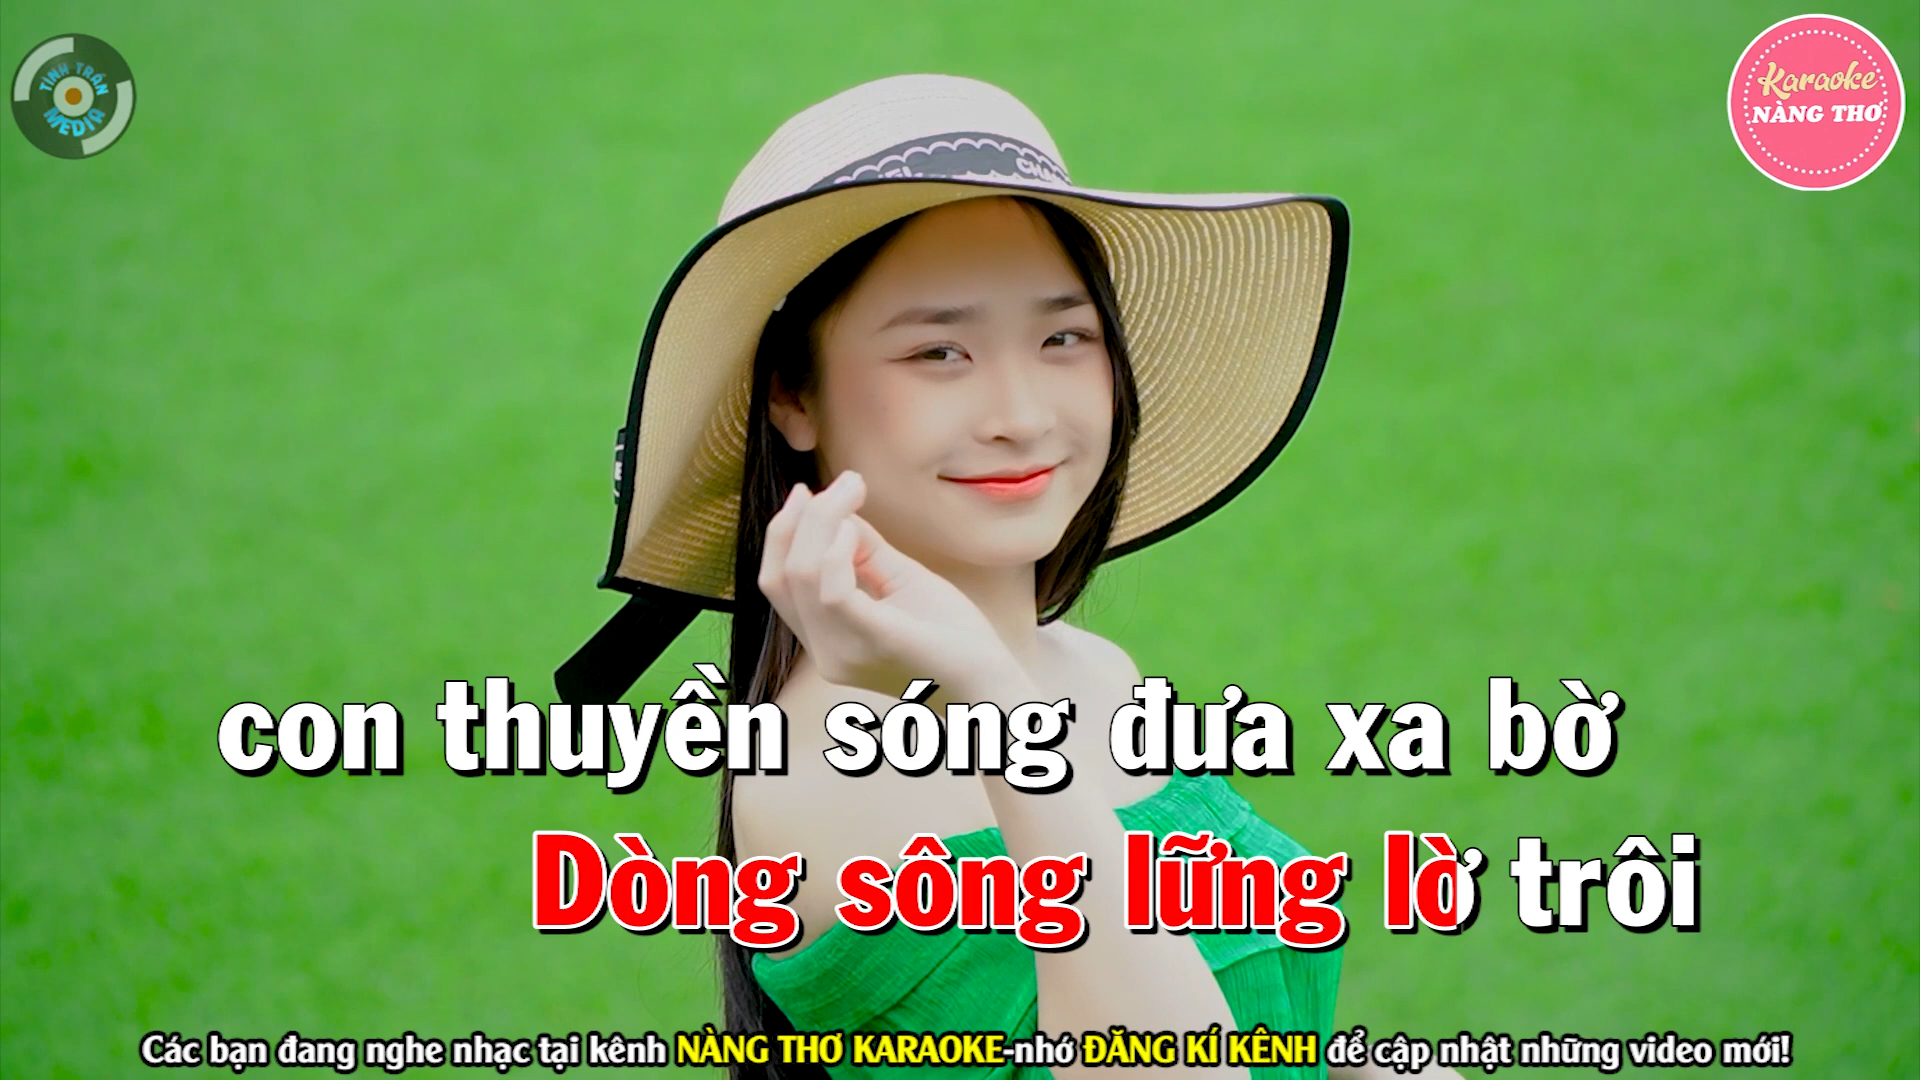 TÌNH TRẦN
MEDIA
Karaoke
NÀNG THƠ
con thuyền sóng đưa xa bờ
Dòng sông lững lờ trôi
Các bạn đang nghe nhạc tại kênh NÀNG THƠ KARAOKE-nhớ ĐĂNG KÍ KÊNH để cập nhật những video mới!